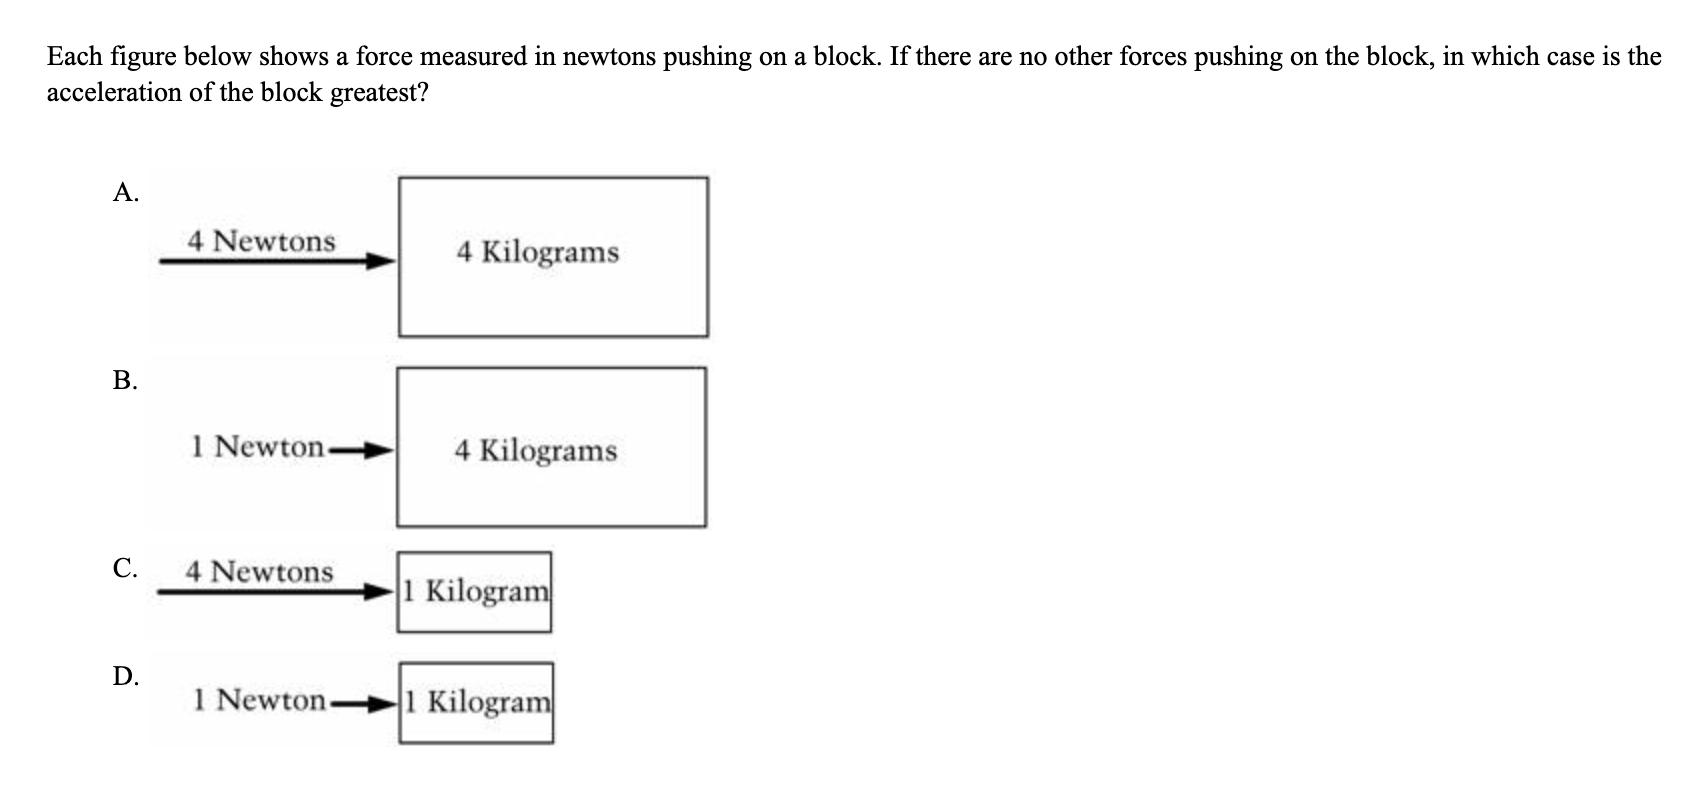 Each figure below shows a force measured in newtons pushing on a block. If there are no other forces pushing on the block, in which case is the
acceleration of the block greatest?
A.
4 Newtons
4 Kilograms
B.
1 Newton
4 Kilograms
C.
4 Newtons
1 Kilogram
D.
1 Newton
1 Kilogram